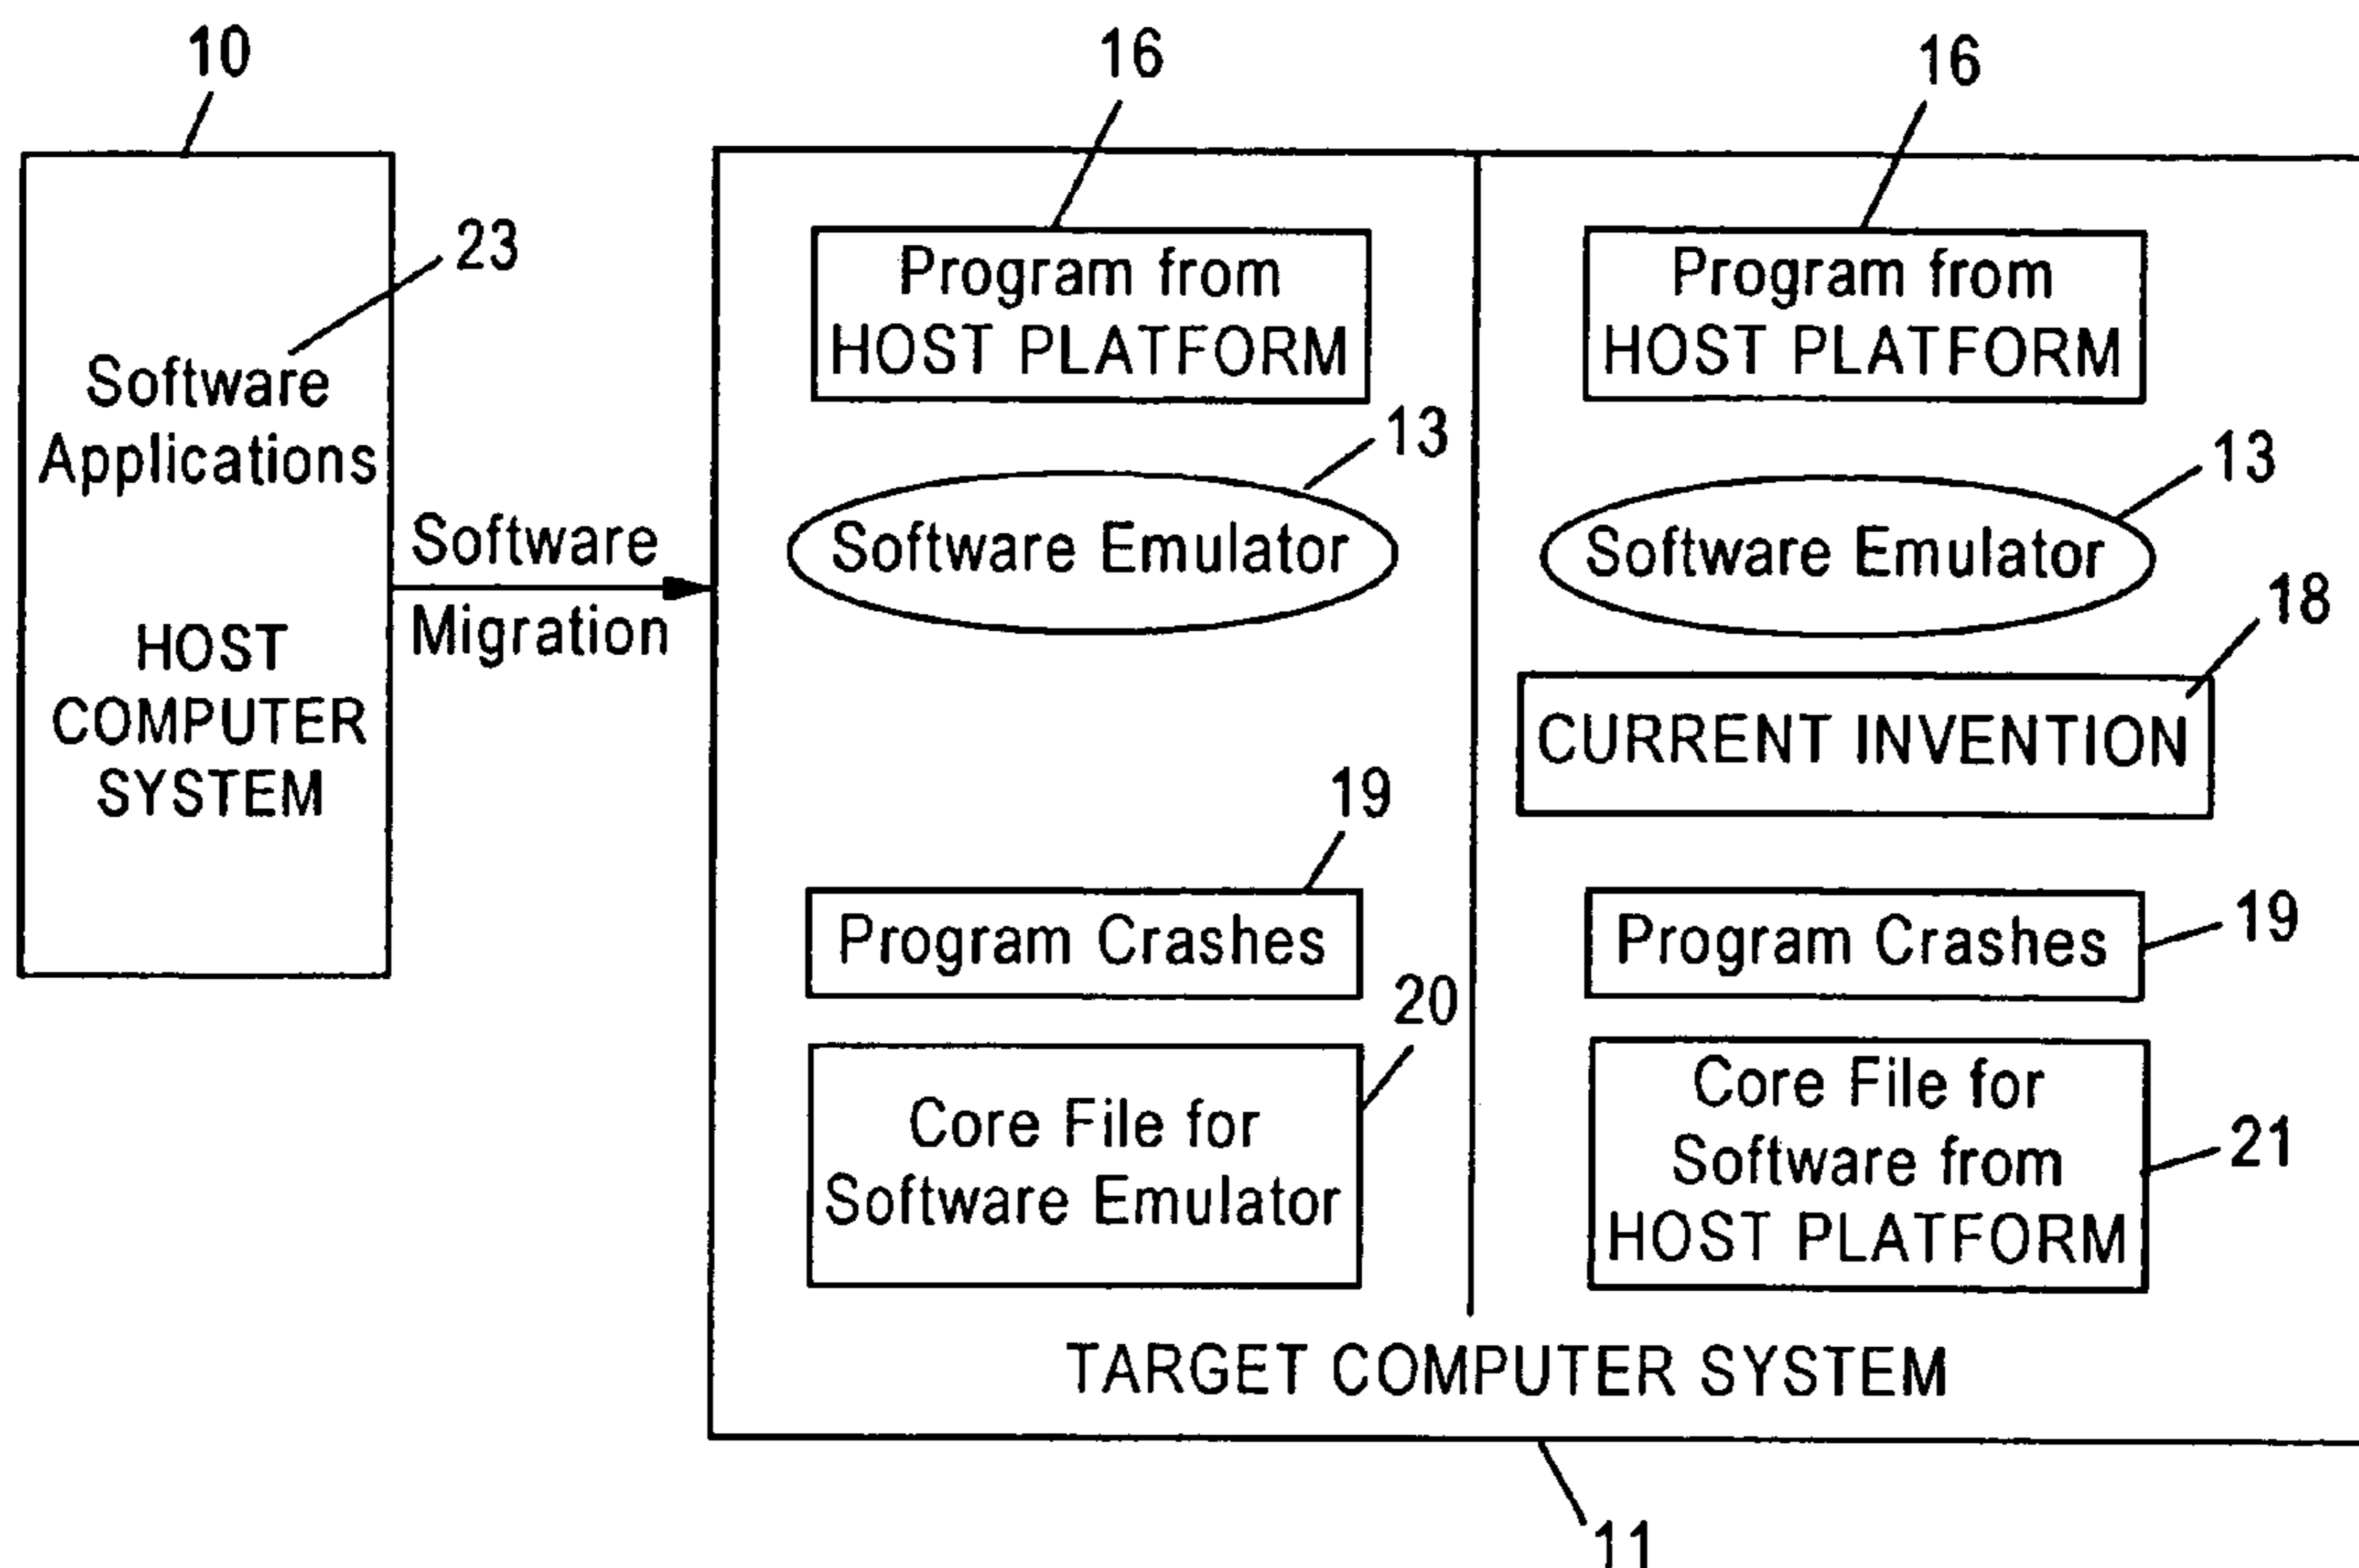 10
23
Software
Applications
HOST
COMPUTER
SYSTEM
Software
Migration
16
Program from
HOST PLATFORM
13
Software Emulator
19
Program Crashes
20
Core File for
Software Emulator
16
Program from
HOST PLATFORM
13
Software Emulator
18
CURRENT INVENTION
19
Program Crashes
21
Core File for
Software from
HOST PLATFORM
TARGET COMPUTER SYSTEM
11